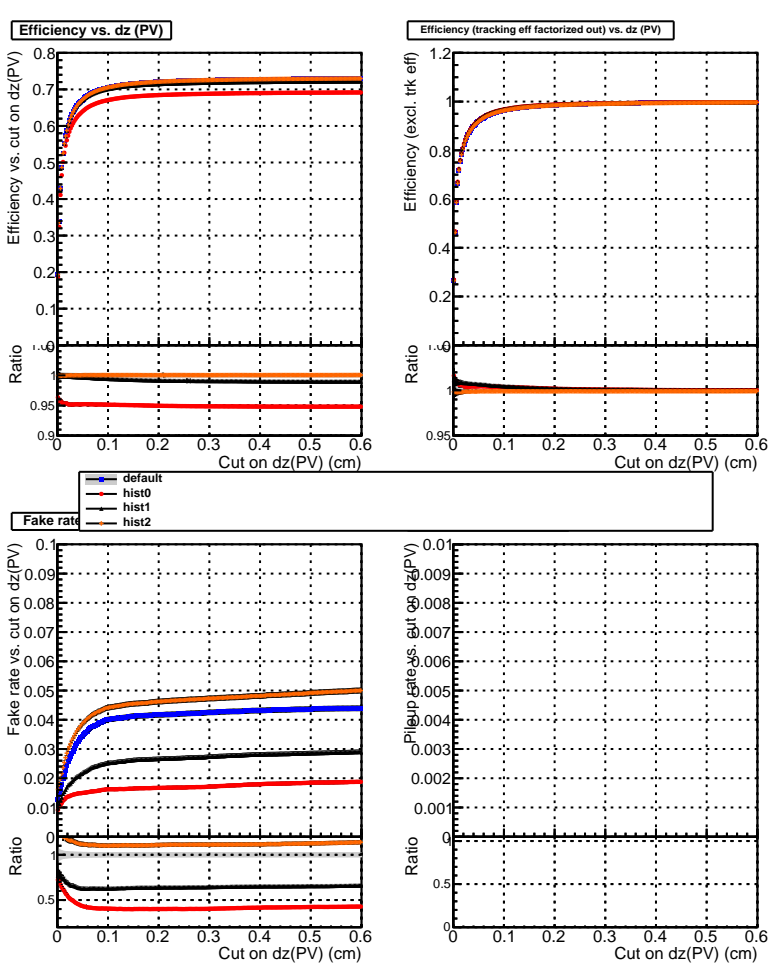 Efficiency vs. dz (PV)
Efficiency (tracking eff factorized out) vs. dz (PV)
Efficiency vs. cut on dz(PV)
0.8
0.7
0.6
0.5
0.4
0.3
0.2
0.1
0
Ratio
1
0.95
0.9
0 0.1 0.2 0.3 0.4 0.5 0.6
Cut on dz(PV) (cm)
Efficiency (excl. trk eff)
1.2
1
0.8
0.6
0.4
0.2
0
Ratio
1
0.95
0 0.1 0.2 0.3 0.4 0.5 0.6
Cut on dz(PV) (cm)
default
hist0
hist1
hist2
Fake rate
Fake rate vs. cut on dz(PV)
0.1
0.09
0.08
0.07
0.06
0.05
0.04
0.03
0.02
0.01
0
Ratio
1
0.5
0 0.1 0.2 0.3 0.4 0.5 0.6
Cut on dz(PV) (cm)
Pileup rate vs. cut on dz(PV)
0.01
0.009
0.008
0.007
0.006
0.005
0.004
0.003
0.002
0.001
0
Ratio
0.5
0
0 0.1 0.2 0.3 0.4 0.5 0.6
Cut on dz(PV) (cm)